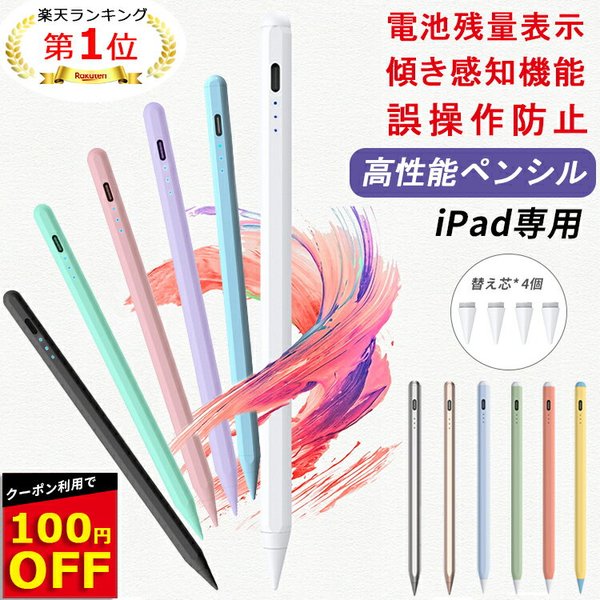 楽天ランキング
第1位
Rakuten
電池残量表示
傾き感知機能
誤操作防止
高性能ペンシル
iPad専用
替え芯*4個
クーポン利用で
100円
OFF